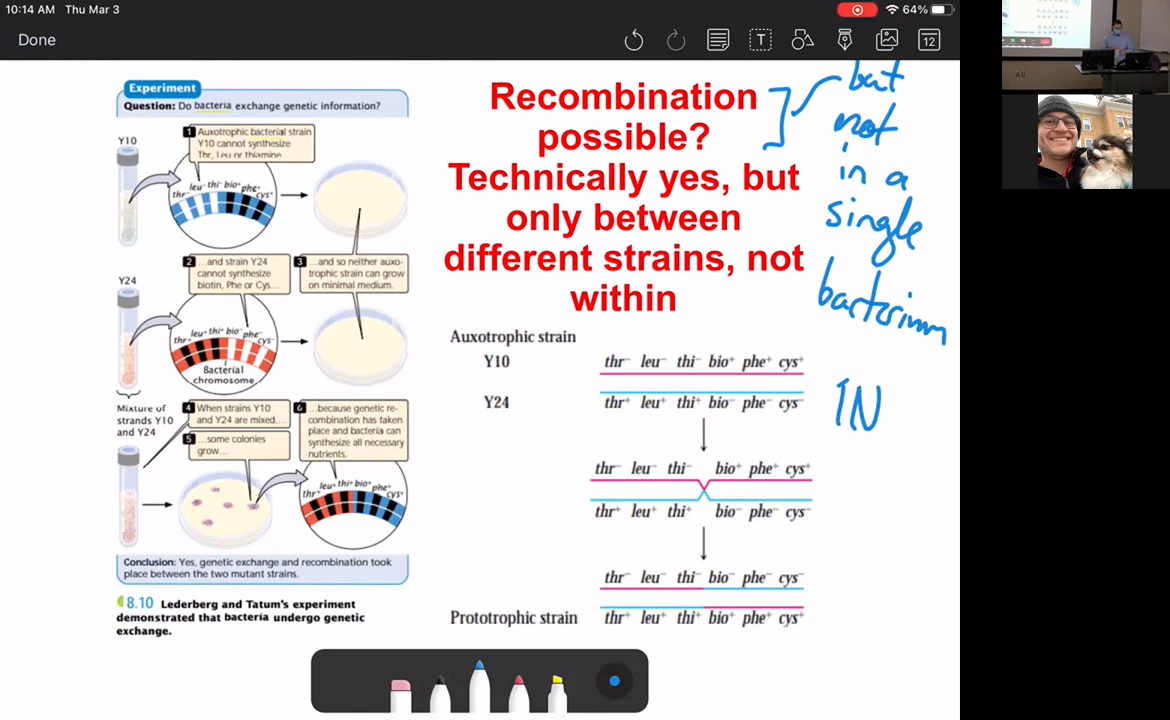 10:14 AM Thu Mar 3
64%
Done
T
12
Experiment
Question: Do bacteria exchange genetic information?
Y10
1 Auxotrophic bacterial strain
Y10 cannot synthesize
Thr, Leu or thiamine
thr⁻ leu⁻ thi⁻ bio⁺ phe⁺ cys⁺
Y24
2 ...and strain Y24
cannot synthesize
biotin, Phe or Cys...
3 ...and so neither auxo-
trophic strain can grow
on minimal medium.
thr⁺ leu⁺ thi⁺ bio⁻ phe⁻ cys⁻
Bacterial
chromosome
Mixture of
strands Y10
and Y24
4 When strains Y10
and Y24 are mixed...
5 ...some colonies
grow...
6 ...because genetic re-
combination has taken
place and bacteria can
synthesize all necessary
nutrients.
thr⁺ leu⁺ thi⁺ bio⁺ phe⁺ cys⁺
Conclusion: Yes, genetic exchange and recombination took
place between the two mutant strains.
8.10 Lederberg and Tatum's experiment
demonstrated that bacteria undergo genetic
exchange.
Recombination
possible?
Technically yes, but
only between
different strains, not
within
but
not
in a
single
bacterium
IN
Auxotrophic strain
Y10 thr⁻ leu⁻ thi⁻ bio⁺ phe⁺ cys⁺
Y24 thr⁺ leu⁺ thi⁺ bio⁻ phe⁻ cys⁻
thr⁻ leu⁻ thi⁻ bio⁺ phe⁺ cys⁺
thr⁺ leu⁺ thi⁺ bio⁻ phe⁻ cys⁻
thr⁻ leu⁻ thi⁻ bio⁻ phe⁻ cys⁻
Prototrophic strain thr⁺ leu⁺ thi⁺ bio⁺ phe⁺ cys⁺